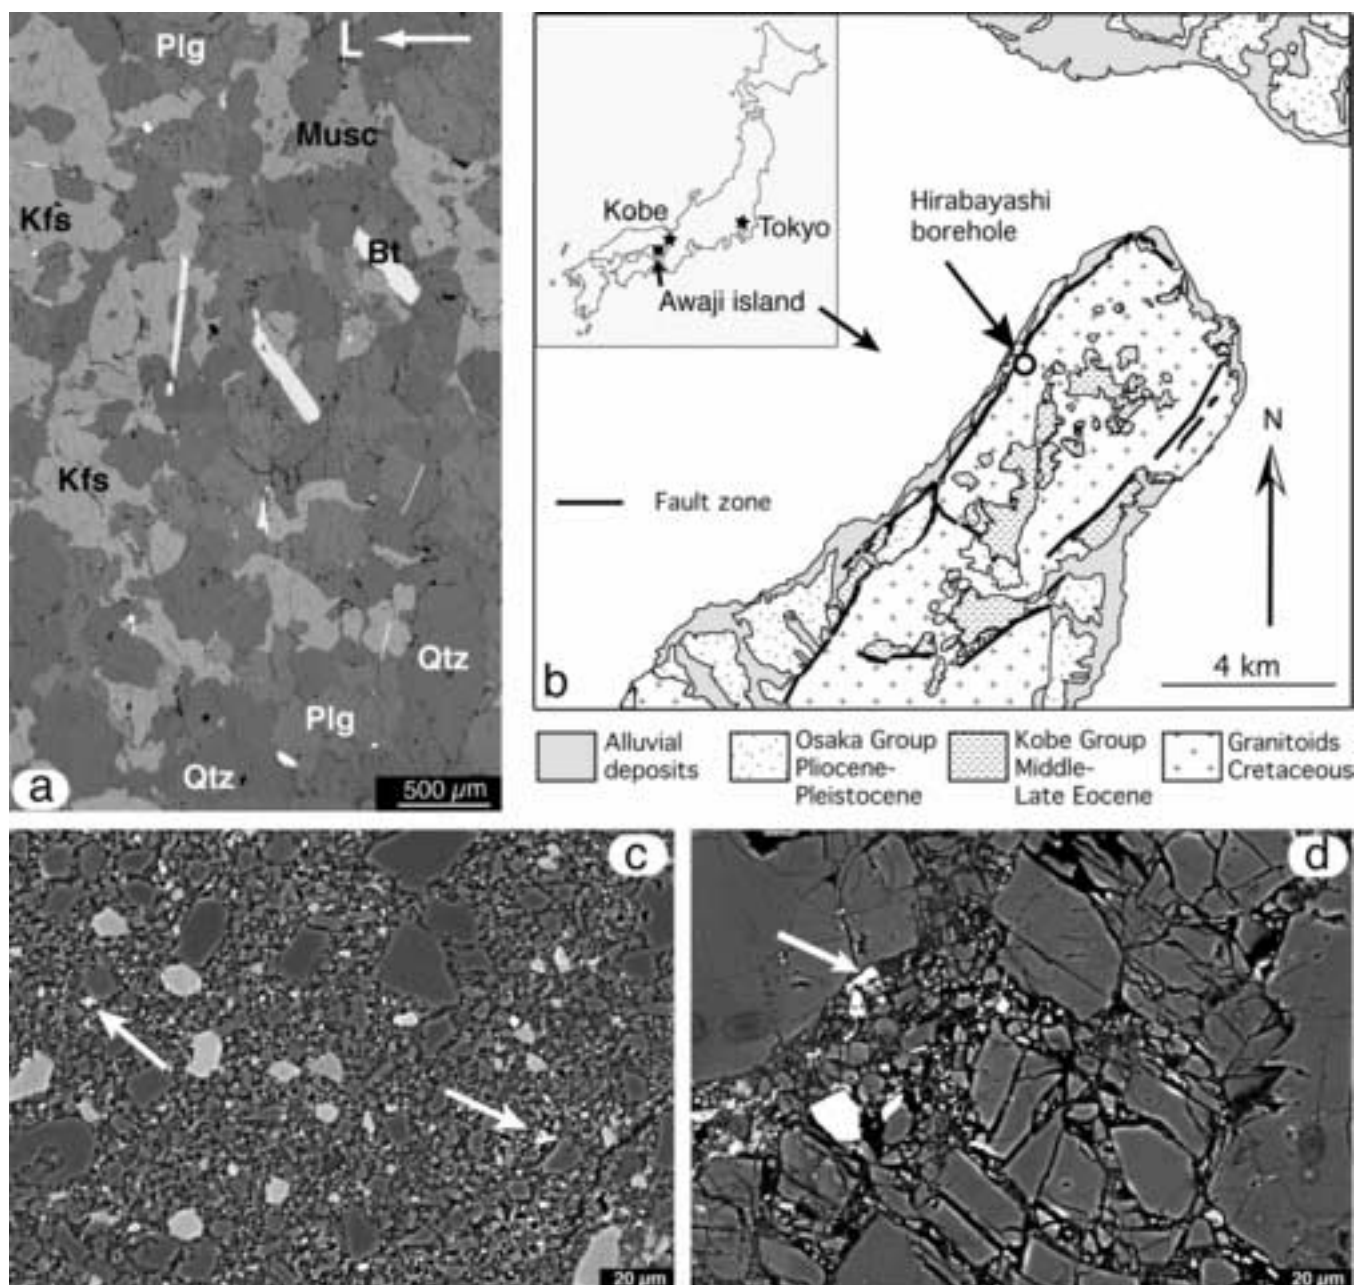 Plg
L
Musc
Kfs
Bt
Kfs
Qtz
Plg
Qtz
a
500 µm
Kobe
Tokyo
Awaji island
Hirabayashi
borehole
N
Fault zone
b
4 km
Alluvial
deposits
Osaka Group
Pliocene-
Pleistocene
Kobe Group
Middle-
Late Eocene
Granitoids
Cretaceous
c
20 µm
d
20 µm